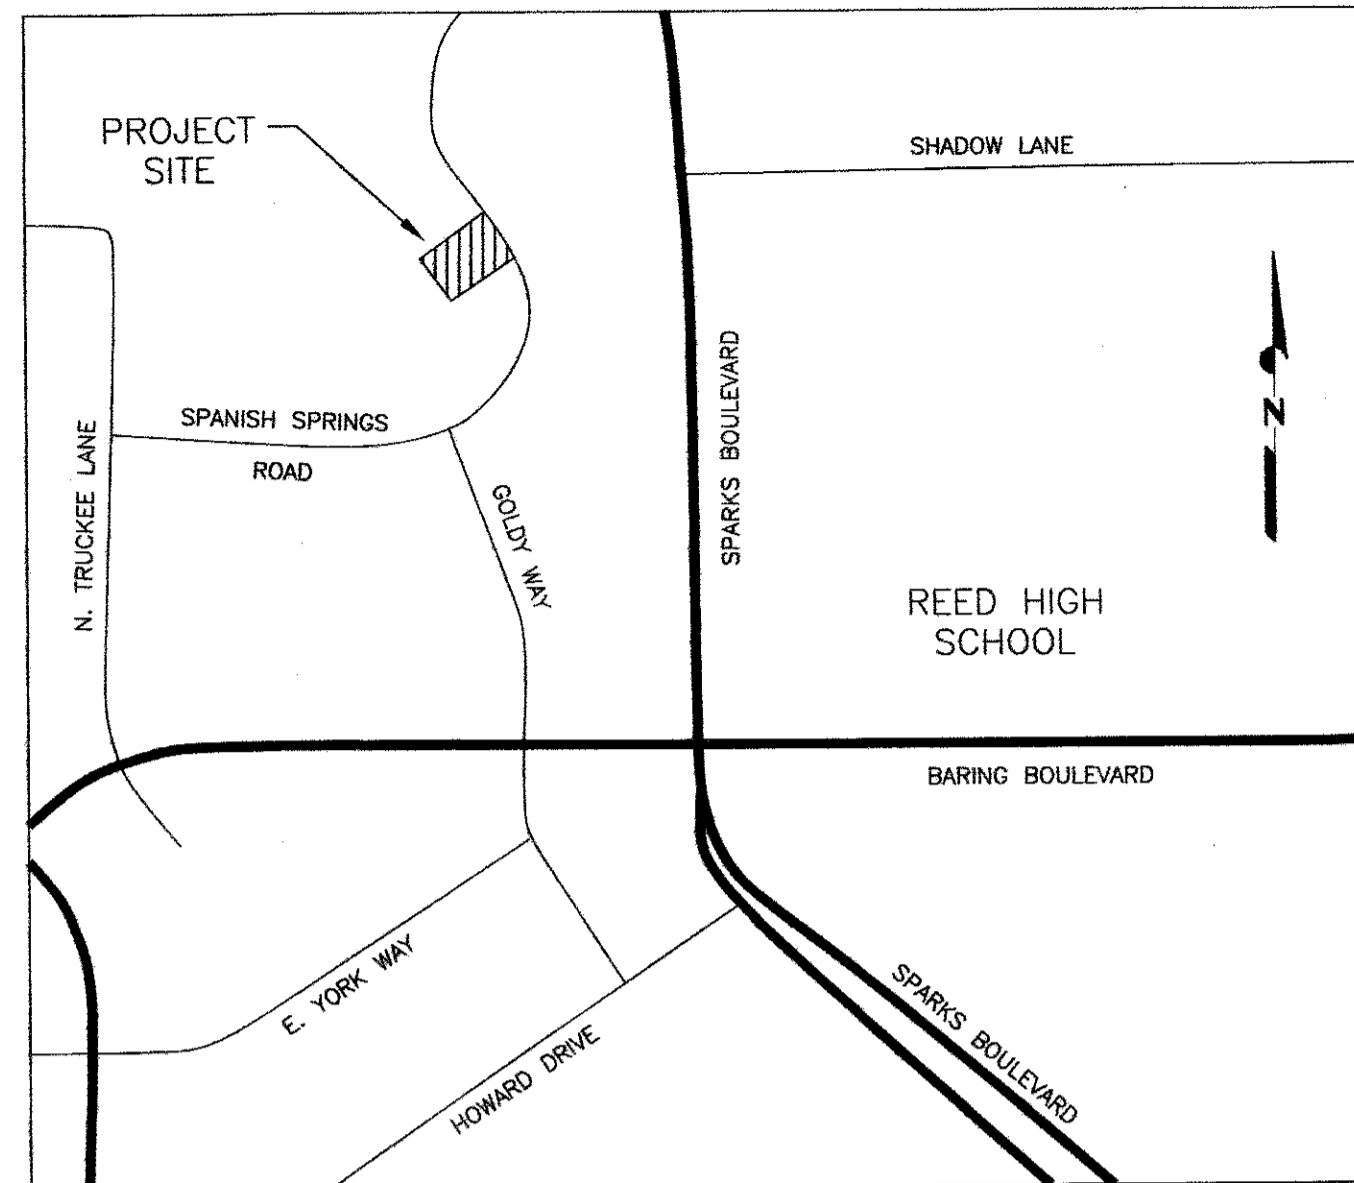 PROJECT
SITE
SHADOW LANE
SPANISH SPRINGS
ROAD
N. TRUCKEE LANE
GOLDY WAY
SPARKS BOULEVARD
N
REED HIGH
SCHOOL
BARING BOULEVARD
E. YORK WAY
HOWARD DRIVE
SPARKS BOULEVARD